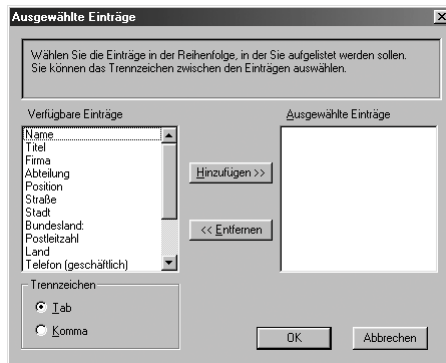 Ausgewählte Einträge
Wählen Sie die Einträge in der Reihenfolge, in der Sie aufgelistet werden sollen.
Sie können das Trennzeichen zwischen den Einträgen auswählen.
Verfügbare Einträge
Ausgewählte Einträge
Name
Titel
Firma
Abteilung
Position
Straße
Stadt
Bundesland:
Postleitzahl
Land
Telefon (geschäftlich)
Hinzufügen >>
<< Entfernen
Trennzeichen
Tab
Komma
OK
Abbrechen